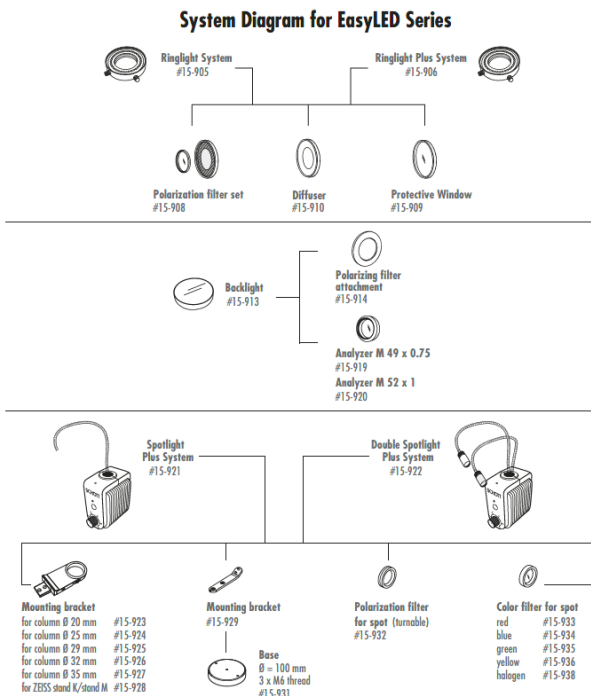 System Diagram for EasyLED Series
Ringlight System
#15-905
Ringlight Plus System
#15-906
Polarization filter set
#15-908
Diffuser
#15-910
Protective Window
#15-909
Backlight
#15-913
Polarizing filter
attachment
#15-914
Analyzer M 49 x 0.75
#15-919
Analyzer M 52 x 1
#15-920
Spotlight
Plus System
#15-921
Double Spotlight
Plus System
#15-922
SCHOTT
SCHOTT
Mounting bracket
for column Ø 20 mm #15-923
for column Ø 25 mm #15-924
for column Ø 29 mm #15-925
for column Ø 32 mm #15-926
for column Ø 35 mm #15-927
for ZEISS stand K/stand M #15-928
Mounting bracket
#15-929
Base
Ø = 100 mm
3 x M6 thread
#15-931
Polarization filter
for spot (turnable)
#15-932
Color filter for spot
red #15-933
blue #15-934
green #15-935
yellow #15-936
halogen #15-938